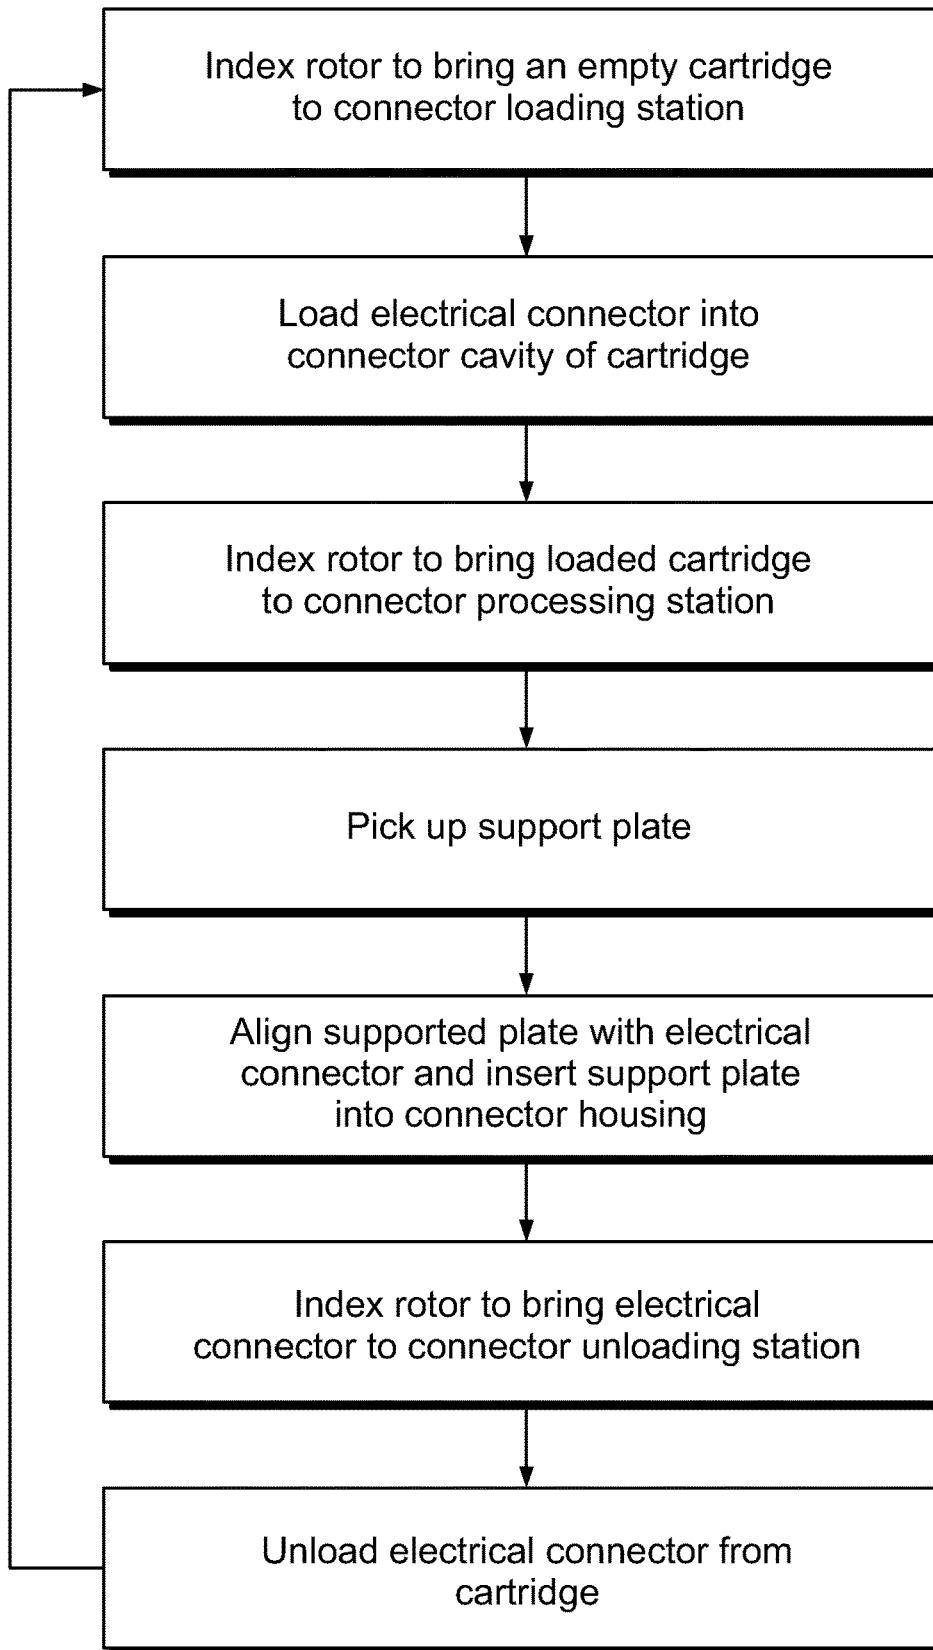 Index rotor to bring an empty cartridge
to connector loading station
Load electrical connector into
connector cavity of cartridge
Index rotor to bring loaded cartridge
to connector processing station
Pick up support plate
Align supported plate with electrical
connector and insert support plate
into connector housing
Index rotor to bring electrical
connector to connector unloading station
Unload electrical connector from
cartridge